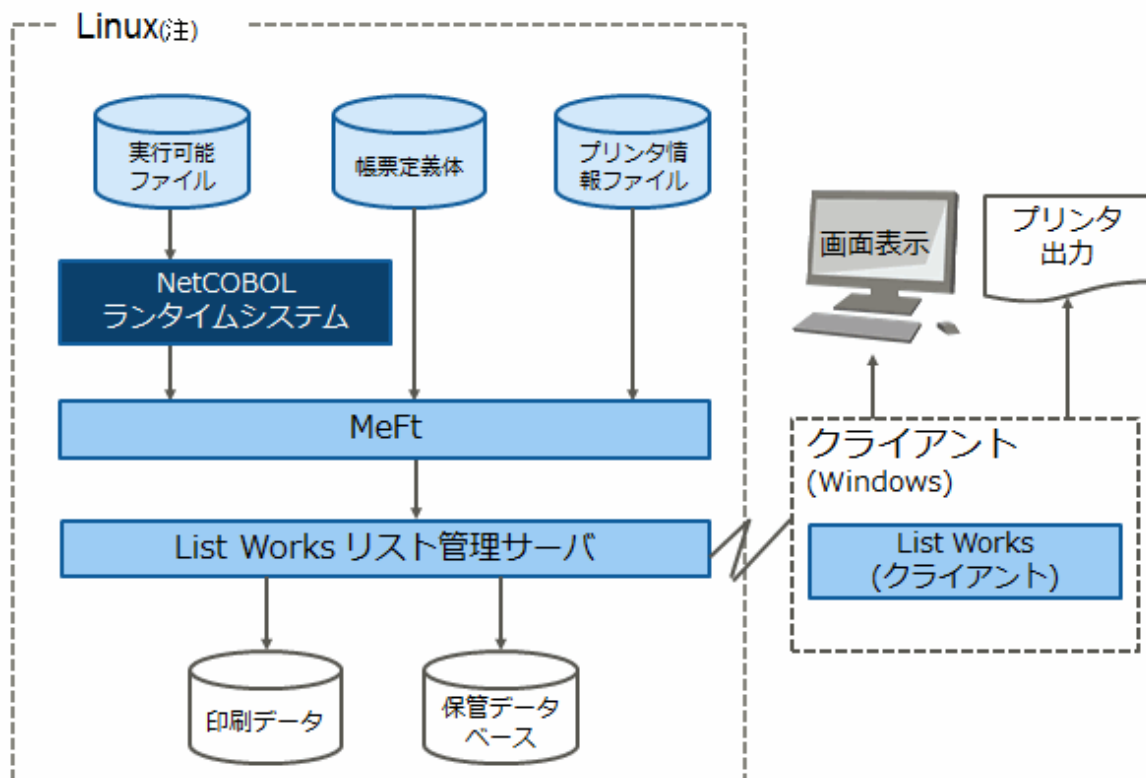 Linux(注)
実行可能
ファイル
帳票定義体
プリンタ情
報ファイル
NetCOBOL
ランタイムシステム
MeFt
List Works リスト管理サーバ
印刷データ
保管データ
ベース
画面表示
プリンタ
出力
クライアント
(Windows)
List Works
(クライアント)